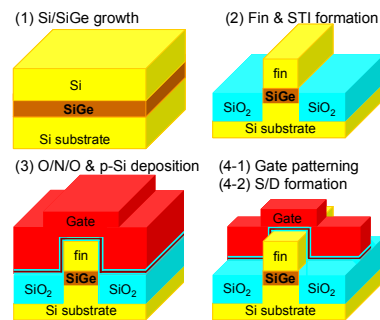 (1) Si/SiGe growth
Si
SiGe
Si substrate
(2) Fin & STI formation
fin
SiGe
SiO2
SiO2
Si substrate
(3) O/N/O & p-Si deposition
Gate
fin
SiGe
SiO2
SiO2
Si substrate
(4-1) Gate patterning
(4-2) S/D formation
Gate
fin
SiGe
SiO2
SiO2
Si substrate